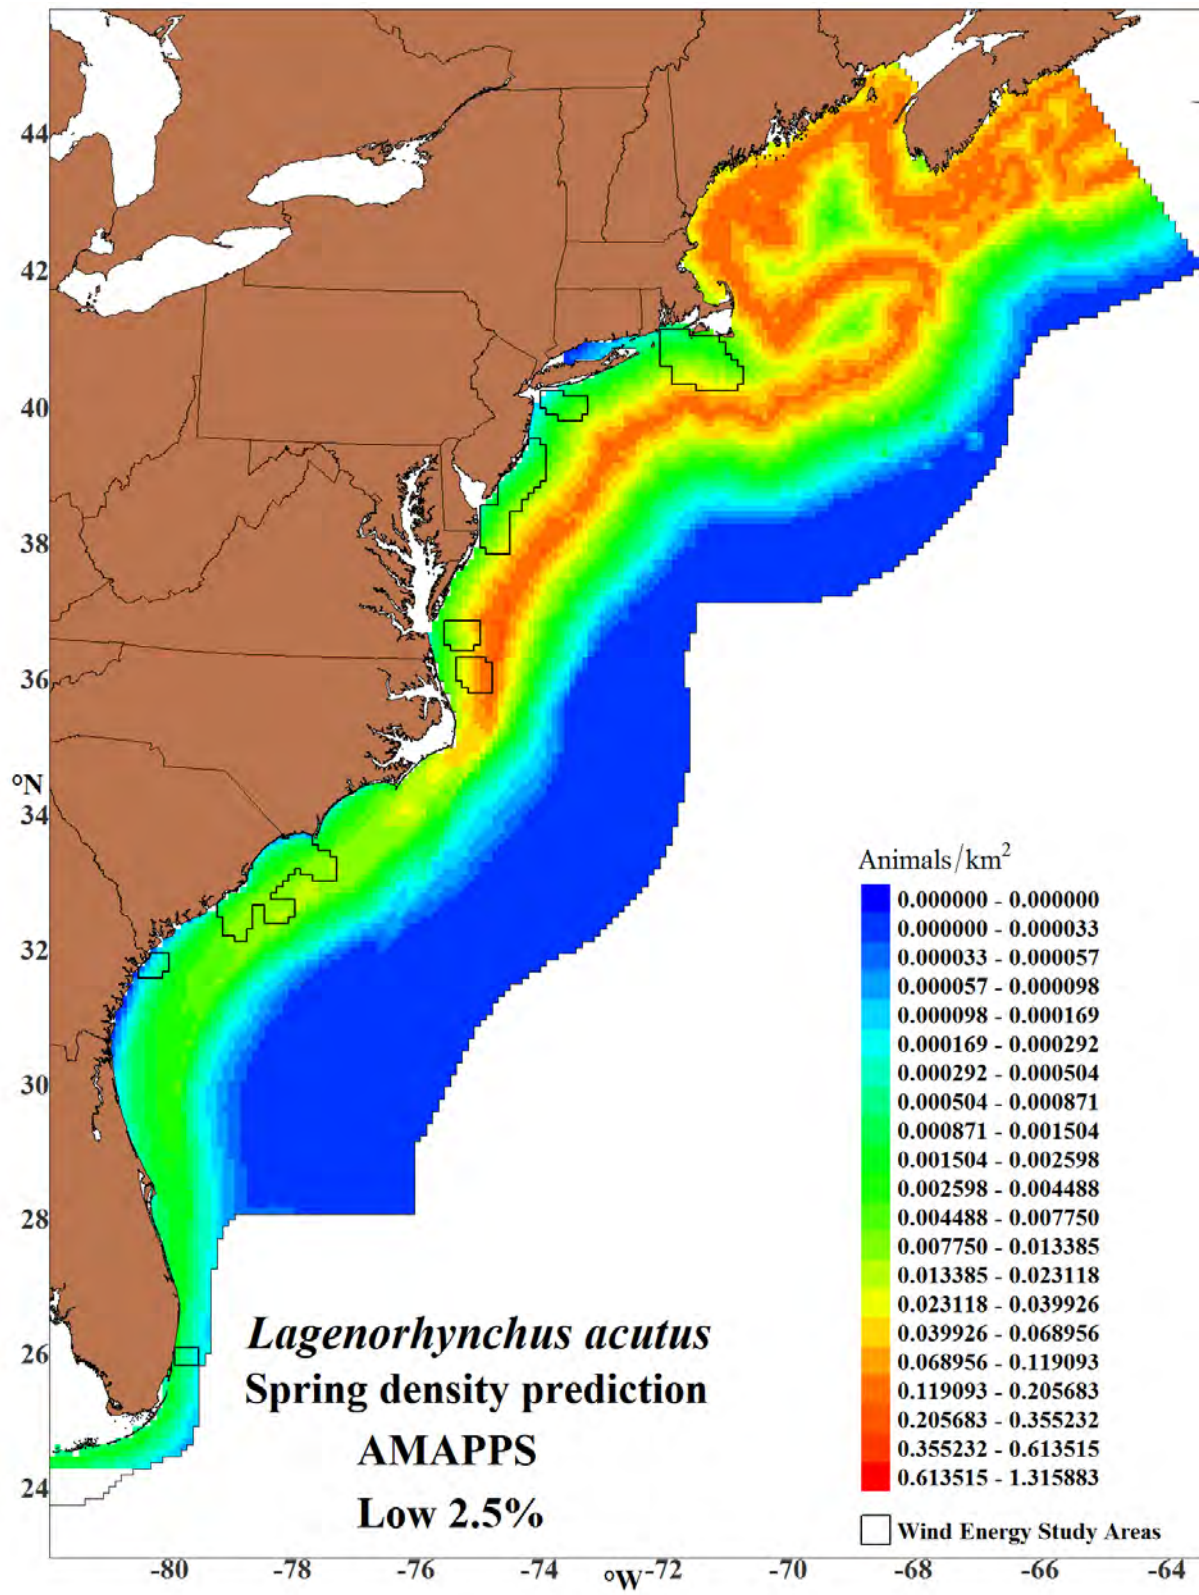 44
42
40
38
36
°N
34
32
30
28
26
24
Animals/km²
0.000000 - 0.000000
0.000000 - 0.000033
0.000033 - 0.000057
0.000057 - 0.000098
0.000098 - 0.000169
0.000169 - 0.000292
0.000292 - 0.000504
0.000504 - 0.000871
0.000871 - 0.001504
0.001504 - 0.002598
0.002598 - 0.004488
0.004488 - 0.007750
0.007750 - 0.013385
0.013385 - 0.023118
0.023118 - 0.039926
0.039926 - 0.068956
0.068956 - 0.119093
0.119093 - 0.205683
0.205683 - 0.355232
0.355232 - 0.613515
0.613515 - 1.315883
Wind Energy Study Areas
Lagenorhynchus acutus
Spring density prediction
AMAPPS
Low 2.5%
-80 -78 -76 -74 °W -72 -70 -68 -66 -64